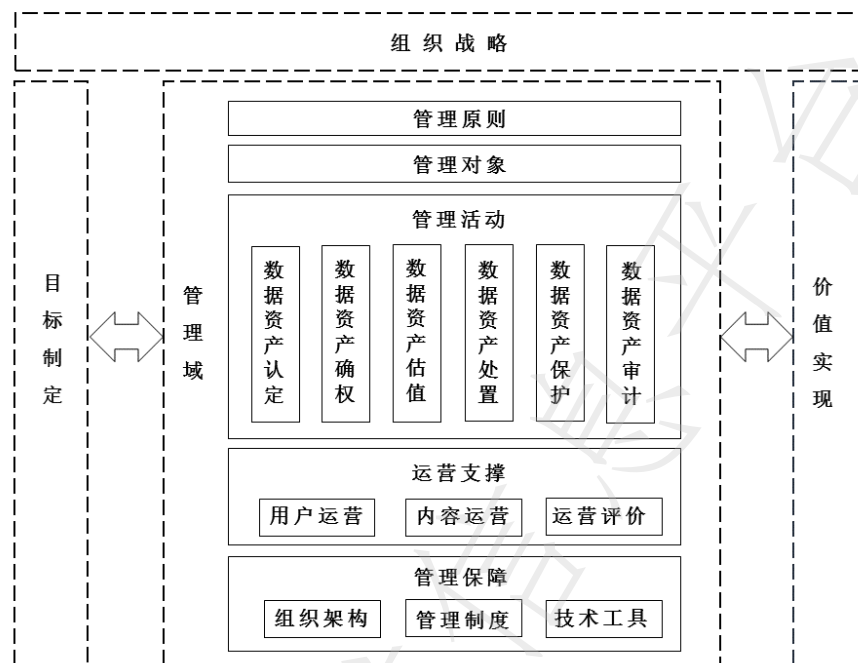 组织战略
目标制定
管理域
管理原则
管理对象
管理活动
数据资产认定
数据资产确权
数据资产估值
数据资产处置
数据资产保护
数据资产审计
运营支撑
用户运营
内容运营
运营评价
管理保障
组织架构
管理制度
技术工具
价值实现